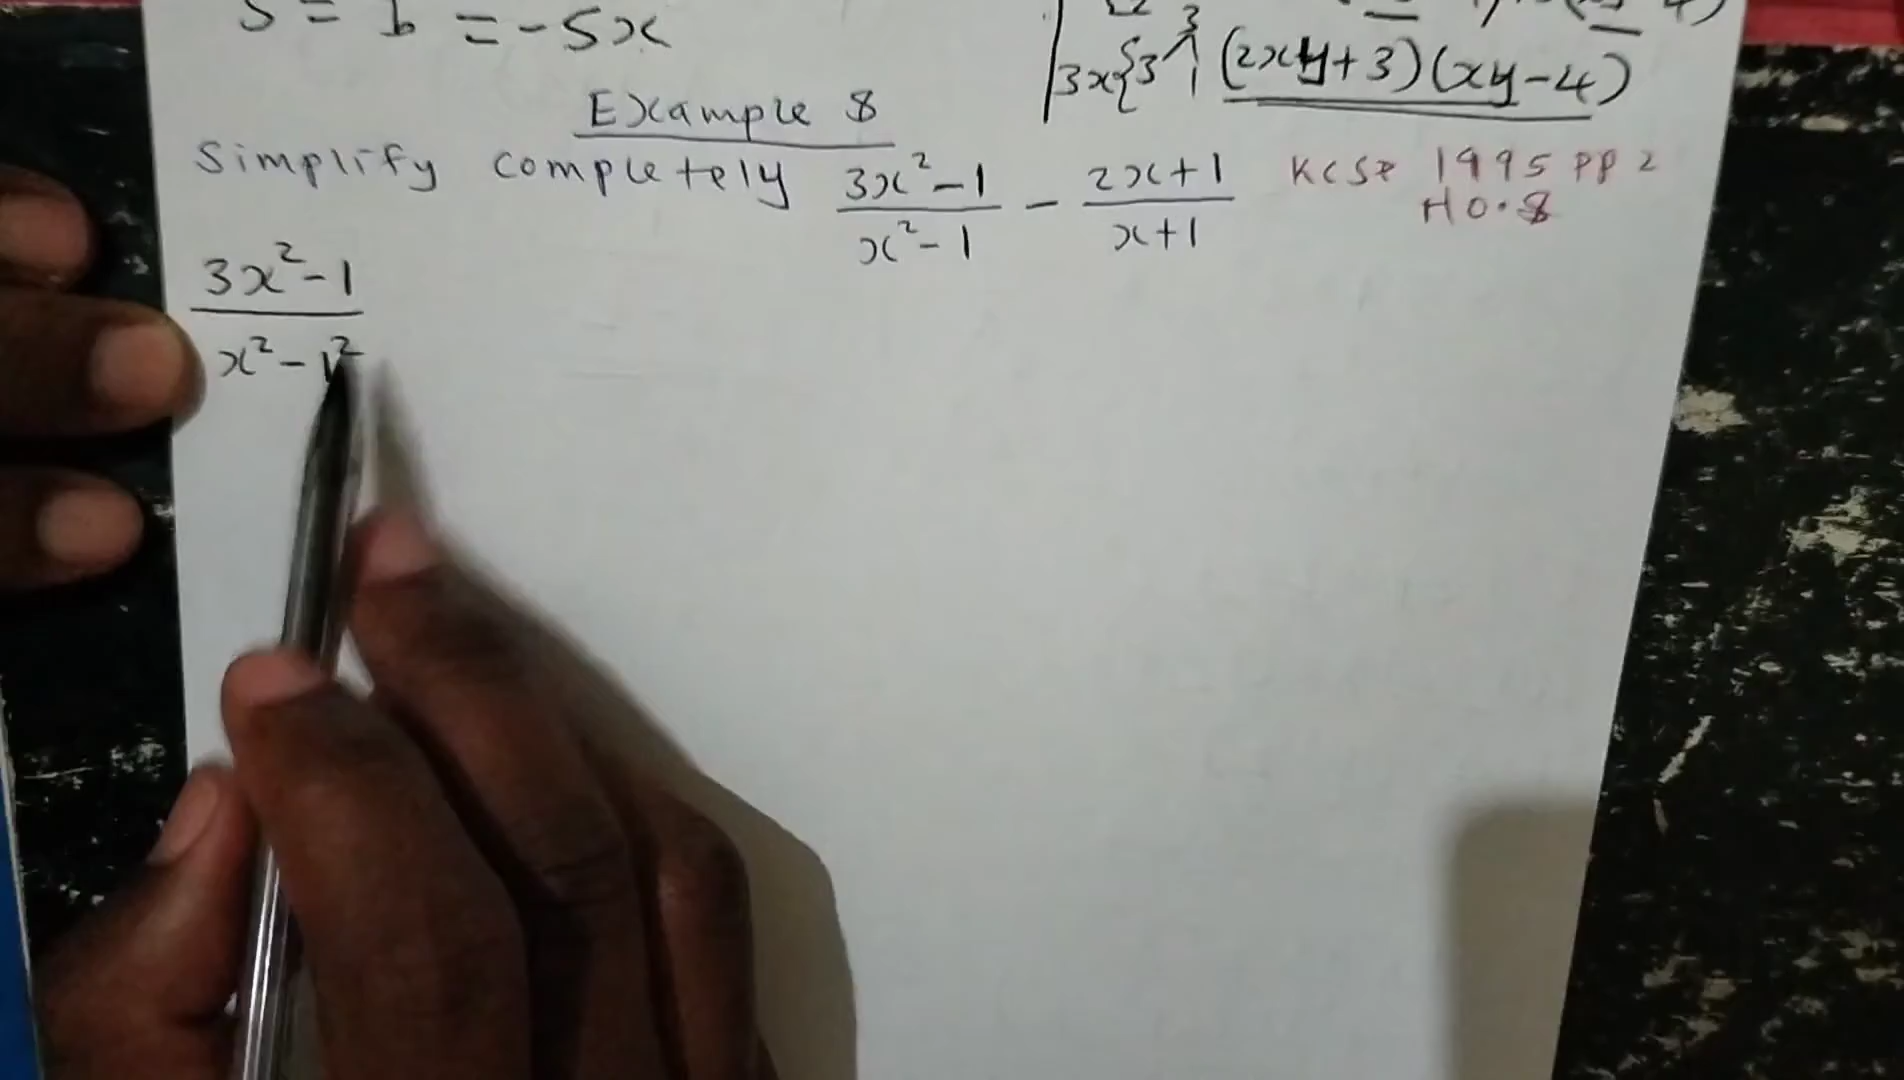 S = b = -5x
3x{3 (2xy+3)(xy-4)
Example 8
Simplify completely (3x²-1)/(x²-1) - (2x+1)/(x+1) KCSE 1995 PP2
NO.8
3x²-1
x²-1²